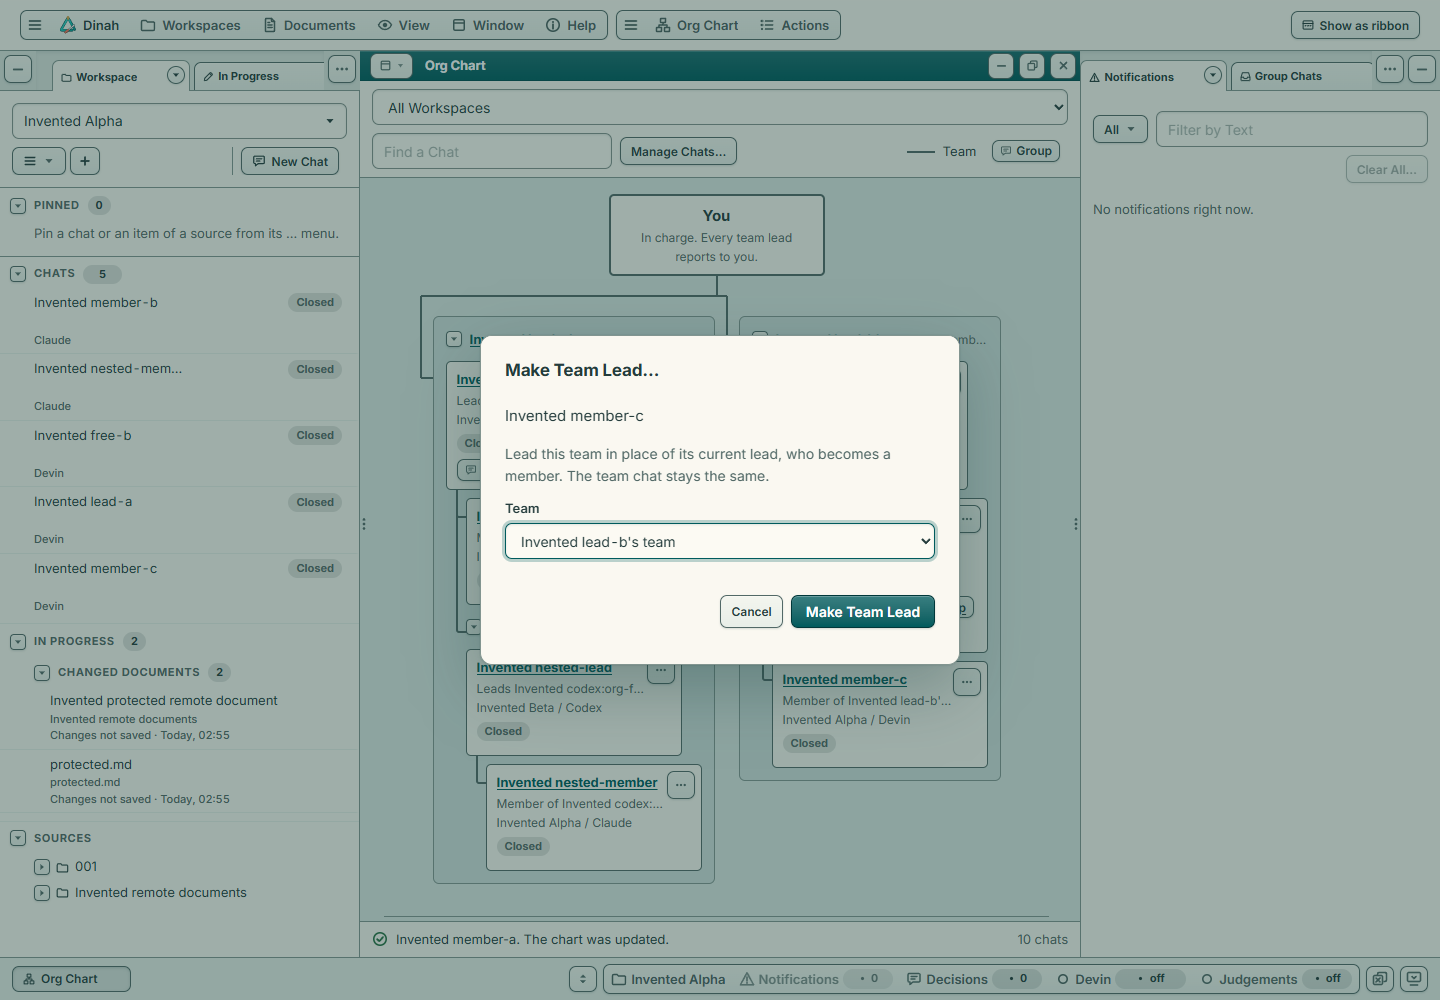 Dinah
Workspaces
Documents
View
Window
Help
Org Chart
Actions
Show as ribbon
Workspace
In Progress
Invented Alpha
New Chat
PINNED 0
Pin a chat or an item of a source from its ... menu.
CHATS 5
Invented member-b Closed
Claude
Invented nested-mem... Closed
Claude
Invented free-b Closed
Devin
Invented lead-a Closed
Devin
Invented member-c Closed
Devin
IN PROGRESS 2
CHANGED DOCUMENTS 2
Invented protected remote document
Invented remote documents
Changes not saved · Today, 02:55
protected.md
protected.md
Changes not saved · Today, 02:55
SOURCES
001
Invented remote documents
Org Chart
All Workspaces
Find a Chat
Manage Chats...
Team
Group
You
In charge. Every team lead
reports to you.
Make Team Lead...
Invented member-c
Lead this team in place of its current lead, who becomes a
member. The team chat stays the same.
Team
Invented lead-b's team
Cancel
Make Team Lead
Invented nested-lead
Leads Invented codex:org-f...
Invented Beta / Codex
Closed
Invented nested-member
Member of Invented codex:...
Invented Alpha / Claude
Closed
Invented member-c
Member of Invented lead-b'...
Invented Alpha / Devin
Closed
Invented member-a. The chart was updated.
10 chats
Notifications
Group Chats
All
Filter by Text
Clear All...
No notifications right now.
Org Chart
Invented Alpha
Notifications • 0
Decisions • 0
Devin • off
Judgements • off